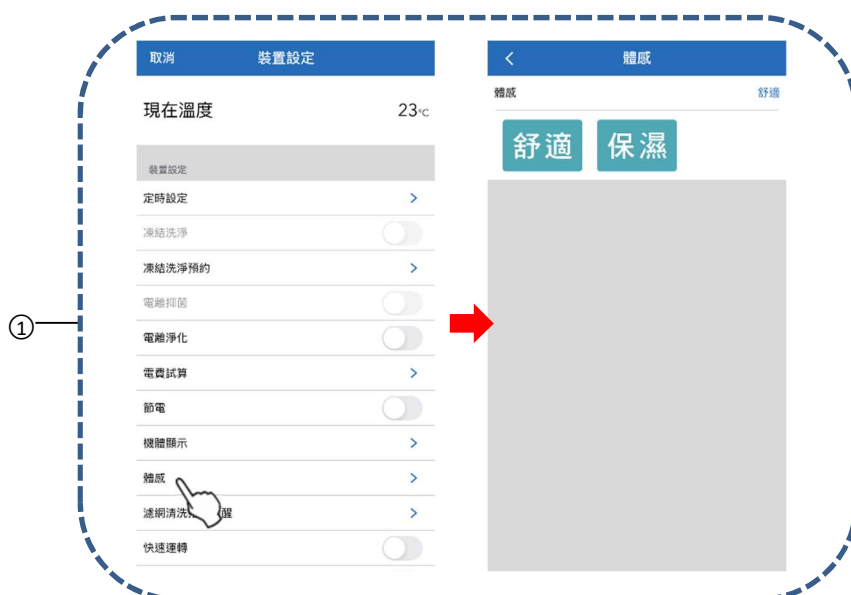 ①
取消 裝置設定
現在溫度 23℃
裝置設定
定時設定
凍結洗淨
凍結洗淨預約
電離抑菌
電離淨化
電費試算
節電
機體顯示
體感
濾網清洗 醒
快速運轉
體感
體感 舒適
舒適 保濕